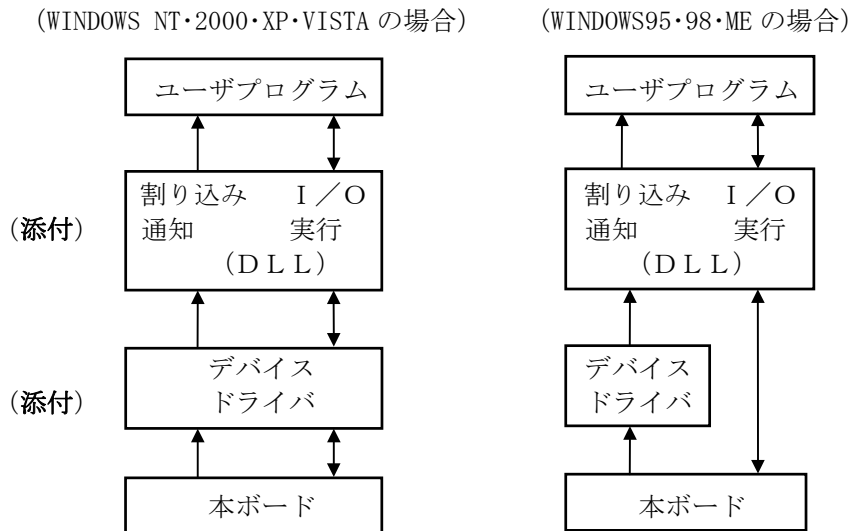 (WINDOWS NT･2000･XP･VISTA の場合)
(WINDOWS95･98･ME の場合)
ユーザプログラム
ユーザプログラム
割り込み Ｉ／Ｏ
通知 実行
（ＤＬＬ）
割り込み Ｉ／Ｏ
通知 実行
（ＤＬＬ）
(添付)
デバイス
ドライバ
デバイス
ドライバ
(添付)
本ボード
本ボード